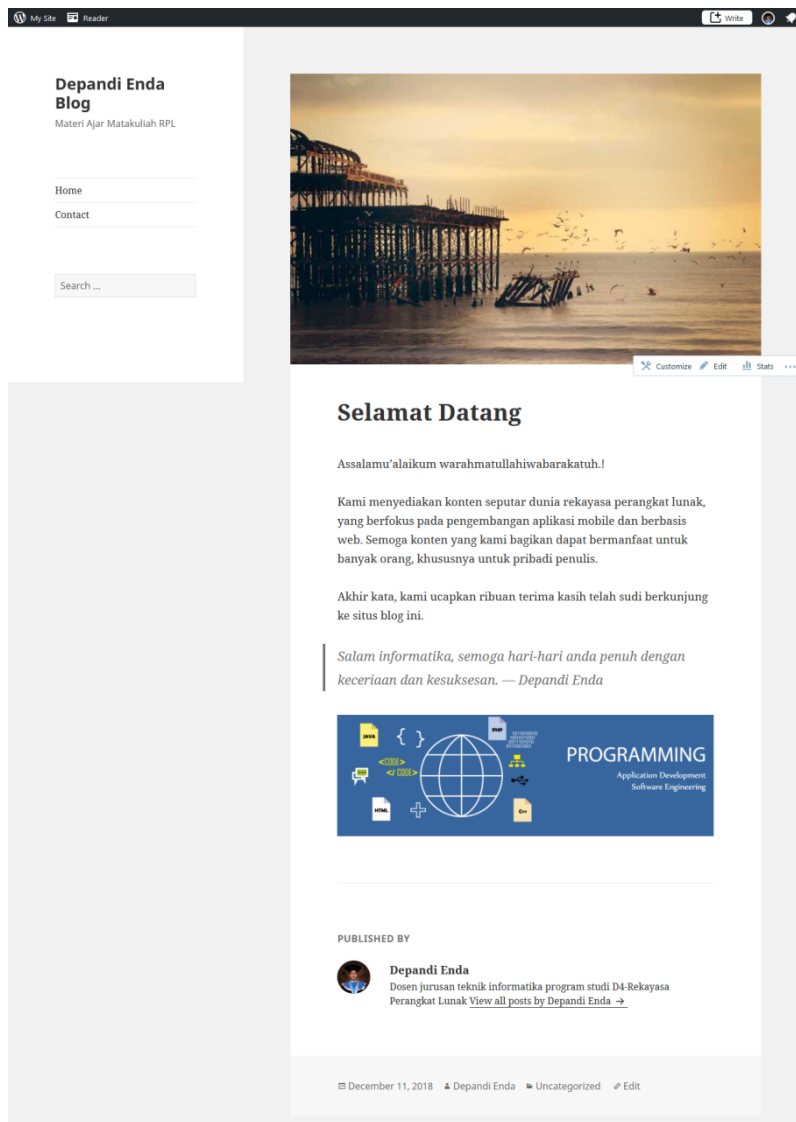 My Site Reader Write
Depandi Enda
Blog
Materi Ajar Matakuliah RPL
Home
Contact
Search ...
Customize Edit Stats
Selamat Datang
Assalamu'alaikum warahmatullahiwabarakatuh.!
Kami menyediakan konten seputar dunia rekayasa perangkat lunak,
yang berfokus pada pengembangan aplikasi mobile dan berbasis
web. Semoga konten yang kami bagikan dapat bermanfaat untuk
banyak orang, khususnya untuk pribadi penulis.
Akhir kata, kami ucapkan ribuan terima kasih telah sudi berkunjung
ke situs blog ini.
Salam informatika, semoga hari-hari anda penuh dengan
keceriaan dan kesuksesan. — Depandi Enda
JAVA
{ }
PHP
<CODE>
</ CODE>
HTML
C++
PROGRAMMING
Application Development
Software Engineering
PUBLISHED BY
Depandi Enda
Dosen jurusan teknik informatika program studi D4-Rekayasa
Perangkat Lunak View all posts by Depandi Enda →
December 11, 2018 Depandi Enda Uncategorized Edit